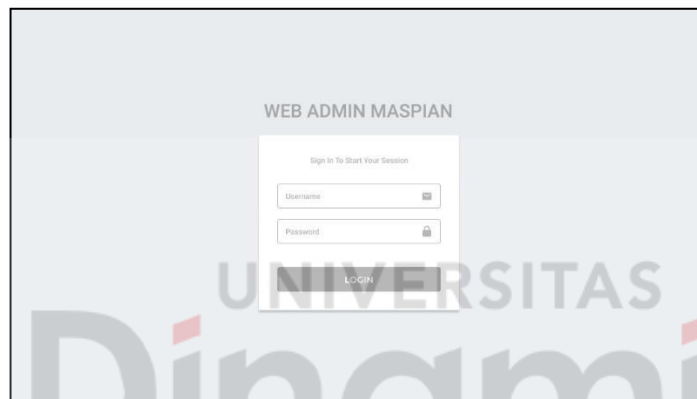 WEB ADMIN MASPIAN
Sign In To Start Your Session
Username
Password
LOGIN
UNIVERSITAS
Dinami